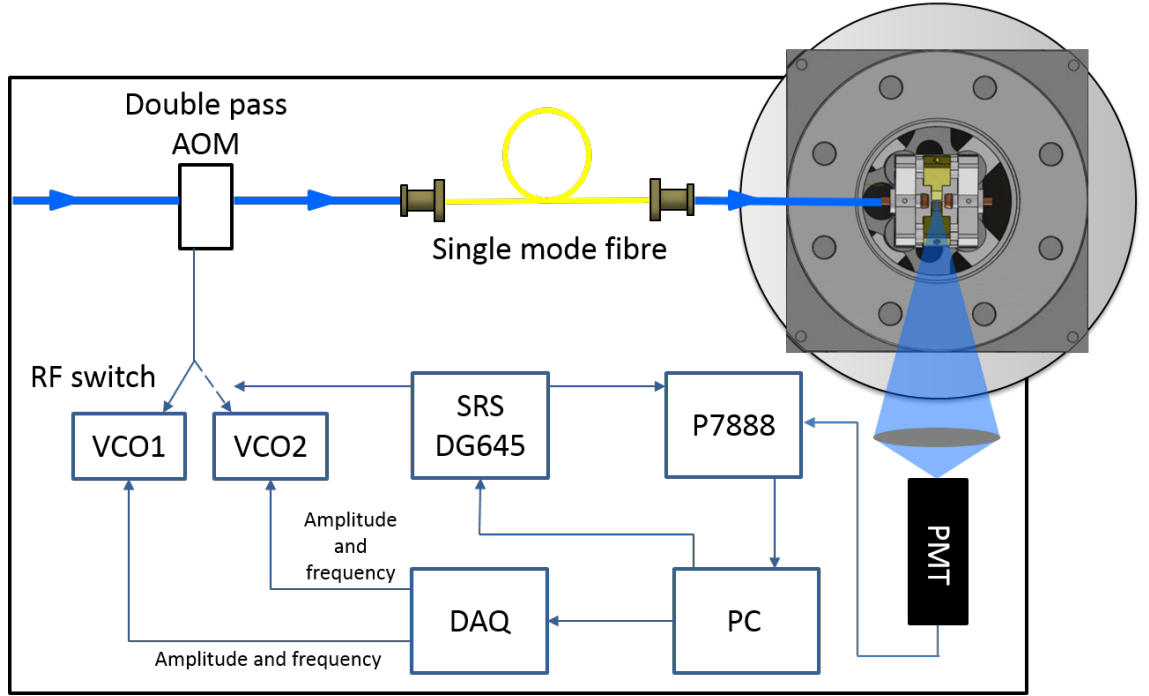 Double pass
AOM
Single mode fibre
RF switch
VCO1
VCO2
SRS
DG645
P7888
Amplitude
and
frequency
PMT
DAQ
PC
Amplitude and frequency